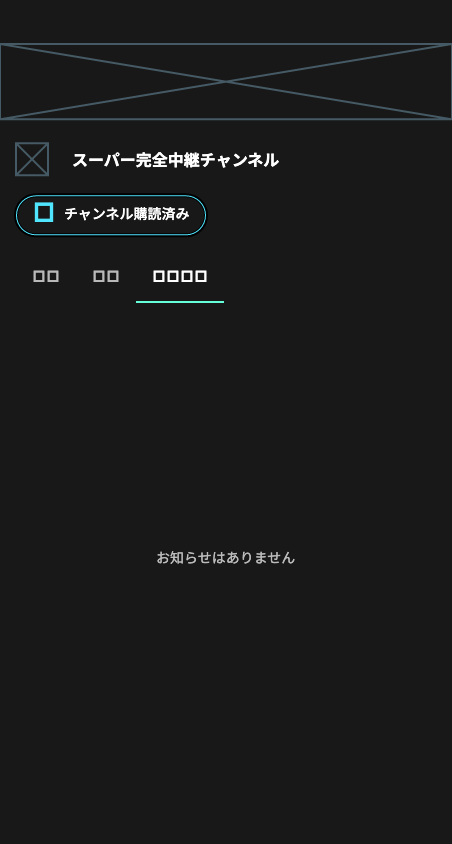 スーパー完全中継チャンネル
チャンネル購読済み
お知らせはありません